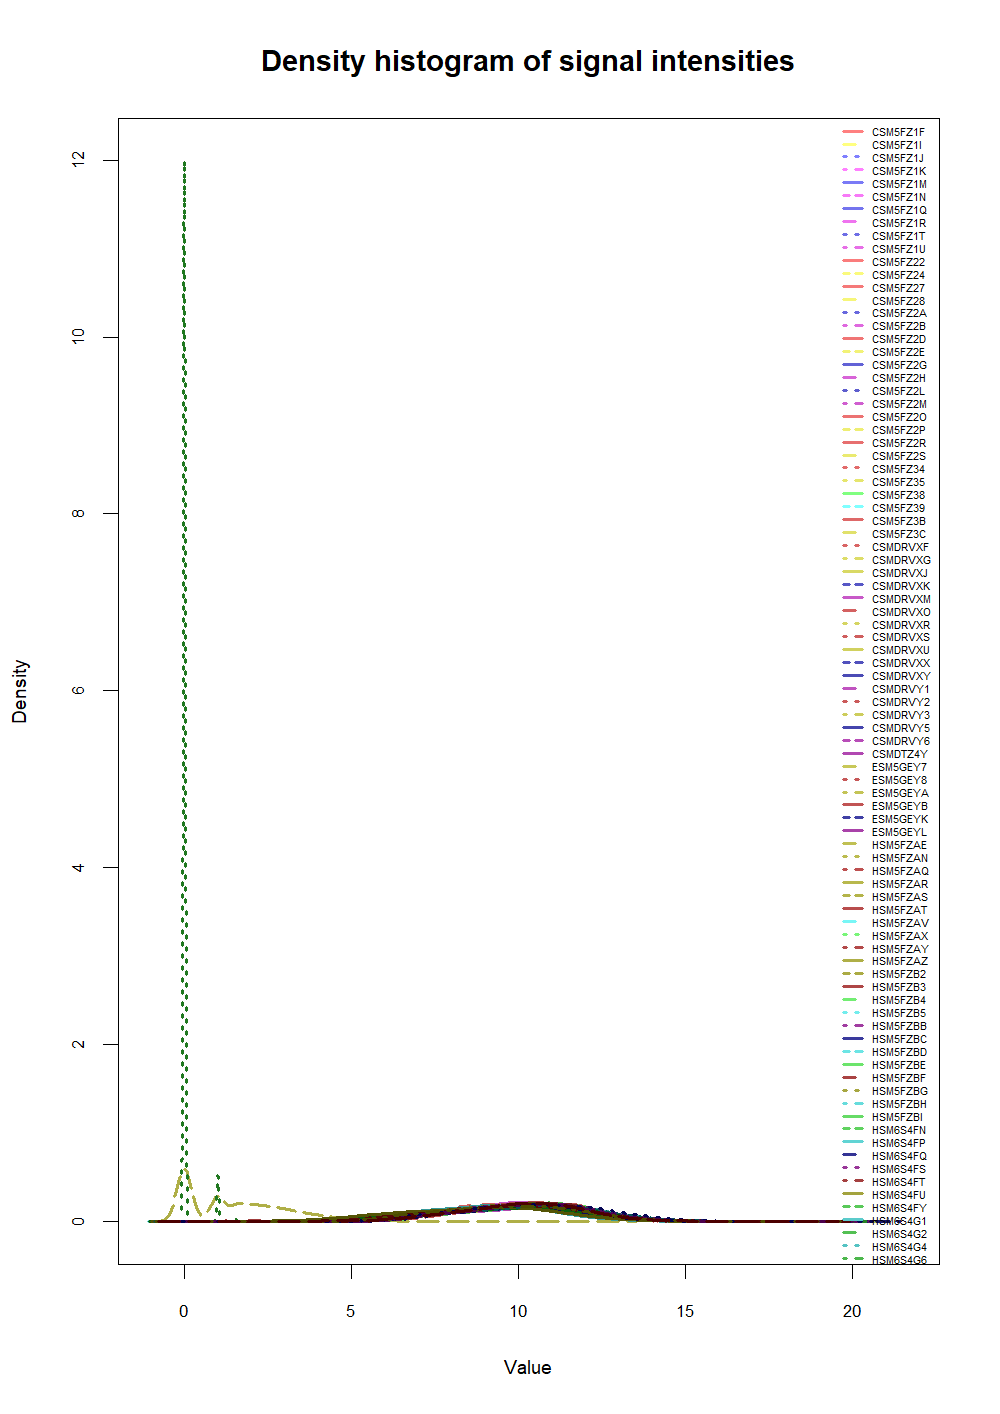 Density histogram of signal intensities
CSM5FZ1F
CSM5FZ1I
CSM5FZ1J
CSM5FZ1K
CSM5FZ1M
CSM5FZ1N
CSM5FZ1Q
CSM5FZ1R
CSM5FZ1T
CSM5FZ1U
CSM5FZ22
CSM5FZ24
CSM5FZ27
CSM5FZ28
CSM5FZ2A
CSM5FZ2B
CSM5FZ2D
CSM5FZ2E
CSM5FZ2G
CSM5FZ2H
CSM5FZ2L
CSM5FZ2M
CSM5FZ2O
CSM5FZ2P
CSM5FZ2R
CSM5FZ2S
CSM5FZ34
CSM5FZ35
CSM5FZ38
CSM5FZ39
CSM5FZ3B
CSM5FZ3C
CSMDRVXF
CSMDRVXG
CSMDRVXJ
CSMDRVXK
CSMDRVXM
CSMDRVXO
CSMDRVXR
CSMDRVXS
CSMDRVXU
CSMDRVXX
CSMDRVXY
CSMDRVY1
CSMDRVY2
CSMDRVY3
CSMDRVY5
CSMDRVY6
CSMDTZ4Y
ESM5GEY7
ESM5GEY8
ESM5GEYA
ESM5GEYB
ESM5GEYK
ESM5GEYL
HSM5FZAE
HSM5FZAN
HSM5FZAQ
HSM5FZAR
HSM5FZAS
HSM5FZAT
HSM5FZAV
HSM5FZAX
HSM5FZAY
HSM5FZAZ
HSM5FZB2
HSM5FZB3
HSM5FZB4
HSM5FZB5
HSM5FZBB
HSM5FZBC
HSM5FZBD
HSM5FZBE
HSM5FZBF
HSM5FZBG
HSM5FZBH
HSM5FZBI
HSM6S4FN
HSM6S4FP
HSM6S4FQ
HSM6S4FS
HSM6S4FT
HSM6S4FU
HSM6S4FY
HSM6S4G1
HSM6S4G2
HSM6S4G4
HSM6S4G6
12
10
8
6
4
2
0
Density
0 5 10 15 20
Value